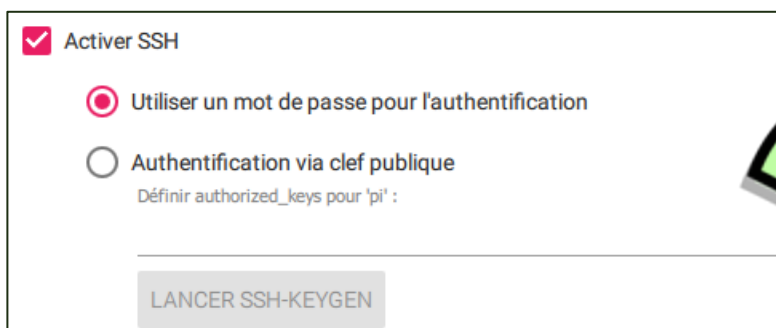 Activer SSH
Utiliser un mot de passe pour l'authentification
Authentification via clef publique
Définir authorized_keys pour 'pi' :
LANCER SSH-KEYGEN